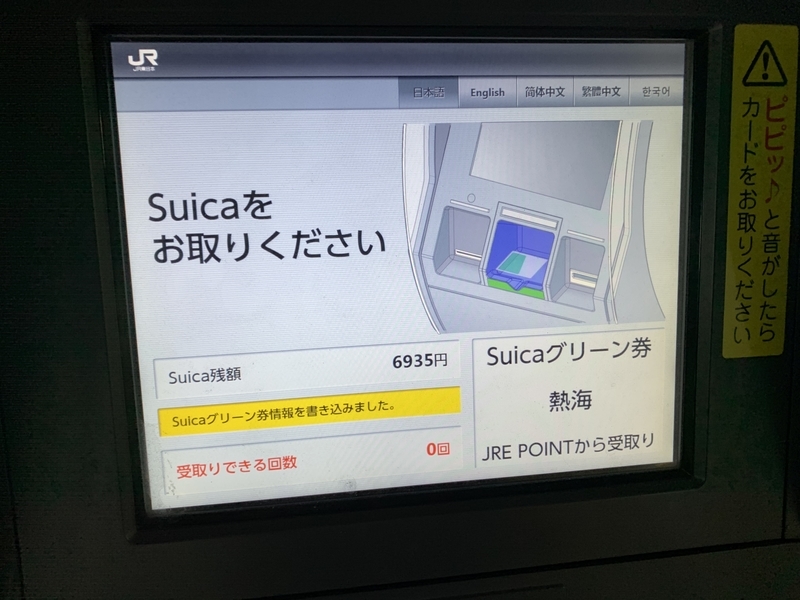 JR
JR東日本
日本語 English 简体中文 繁體中文 한국어
Suicaを
お取りください
Suica残額 6935円
Suicaグリーン券情報を書き込みました。
受取りできる回数 0回
Suicaグリーン券
熱海
JRE POINTから受取り
ピピッ♪と音がしたら
カードをお取りください